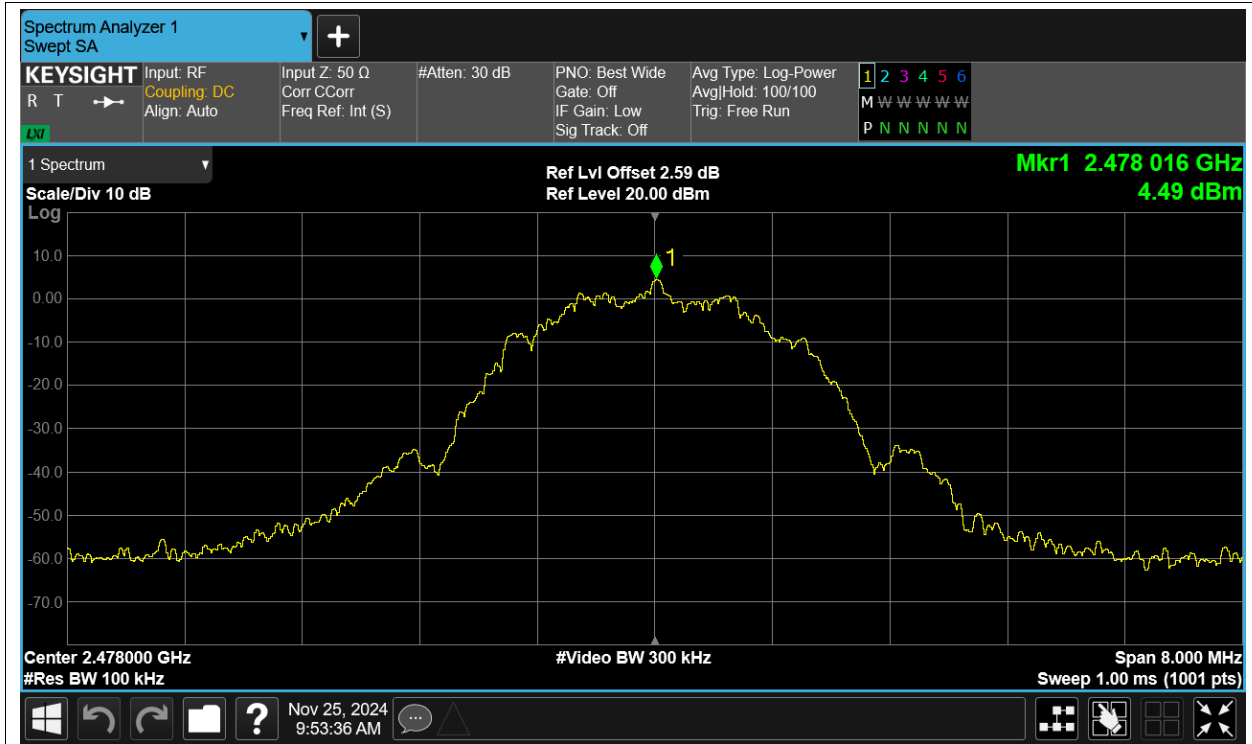 Spectrum Analyzer 1
Swept SA
KEYSIGHT
R T
LXI
Input: RF
Coupling: DC
Align: Auto
Input Z: 50 Ω
Corr CCorr
Freq Ref: Int (S)
#Atten: 30 dB
PNO: Best Wide
Gate: Off
IF Gain: Low
Sig Track: Off
Avg Type: Log-Power
Avg|Hold: 100/100
Trig: Free Run
1 2 3 4 5 6
M W W W W W
P N N N N N
1 Spectrum
Scale/Div 10 dB
Log
Ref Lvl Offset 2.59 dB
Ref Level 20.00 dBm
Mkr1 2.478 016 GHz
4.49 dBm
1
10.0
0.00
-10.0
-20.0
-30.0
-40.0
-50.0
-60.0
-70.0
Center 2.478000 GHz
#Res BW 100 kHz
#Video BW 300 kHz
Span 8.000 MHz
Sweep 1.00 ms (1001 pts)
?
Nov 25, 2024
9:53:36 AM